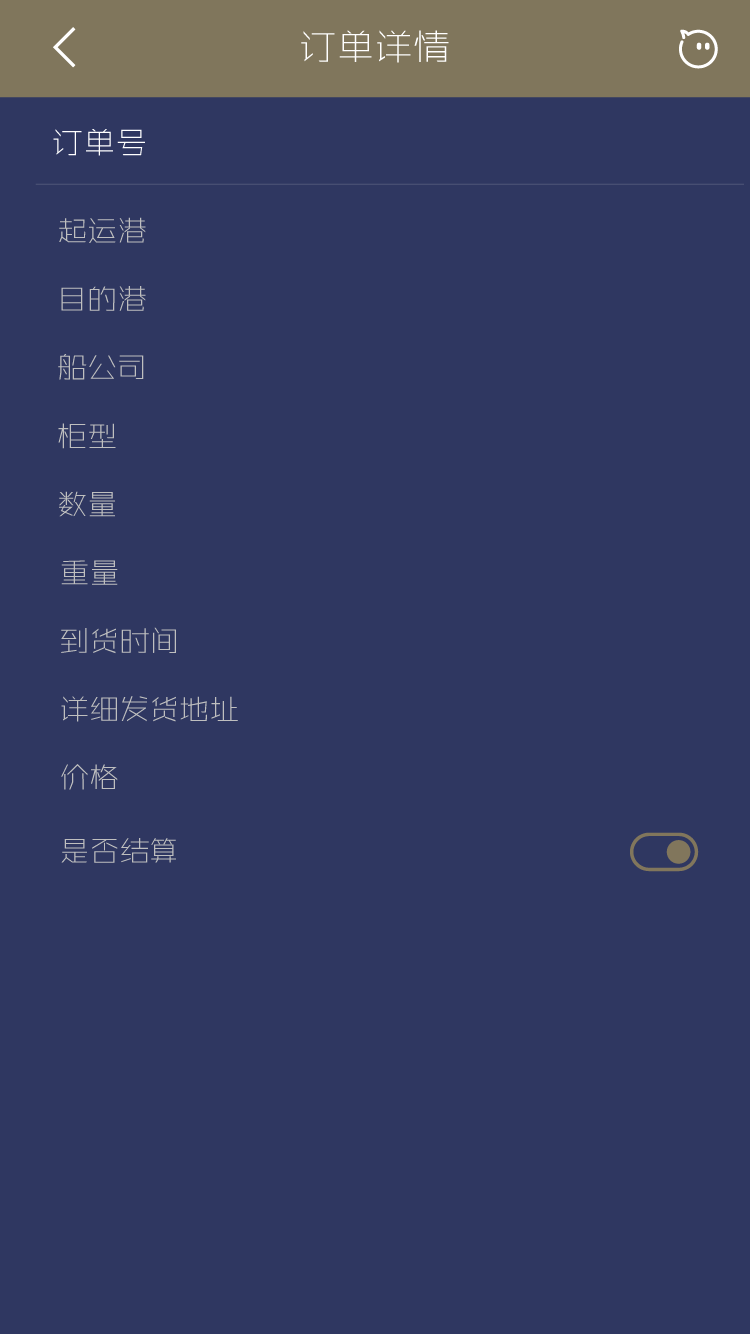 订单详情
订单号
起运港
目的港
船公司
柜型
数量
重量
到货时间
详细发货地址
价格
是否结算